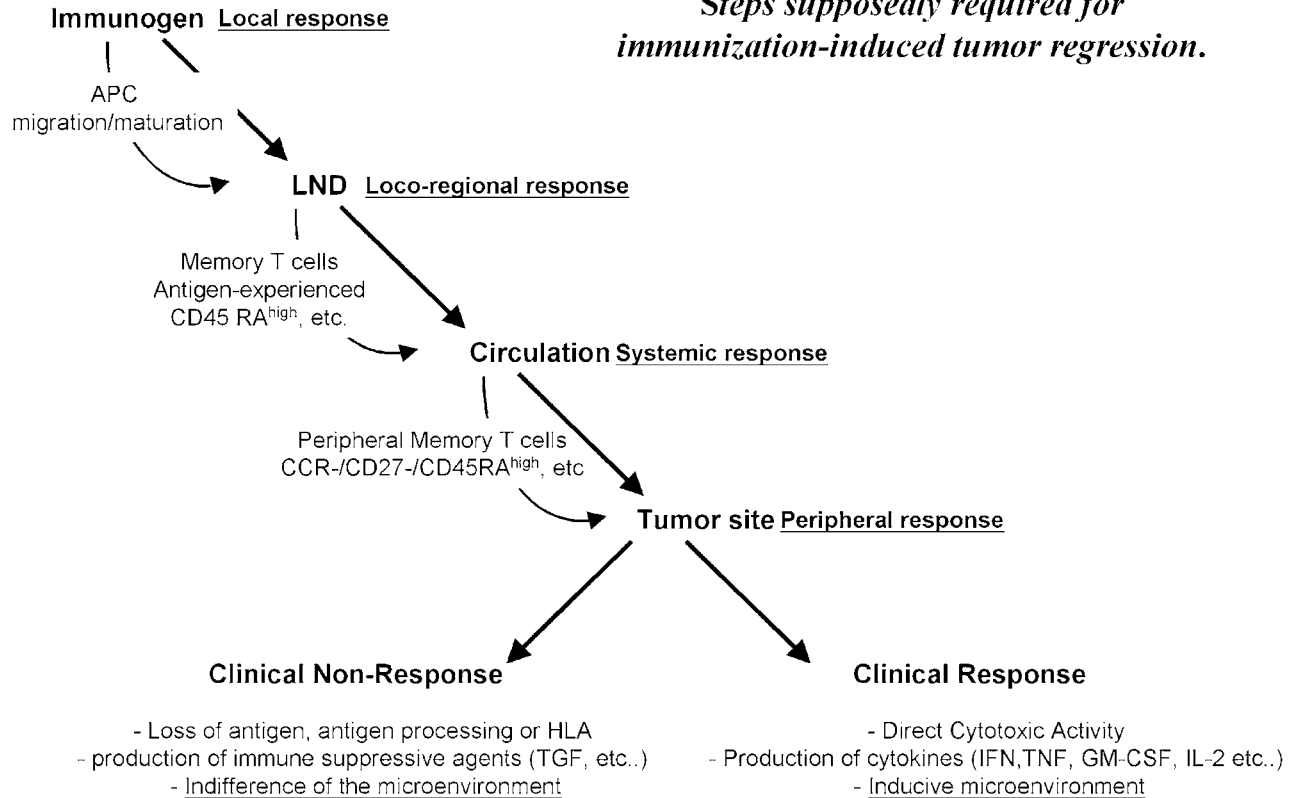 Steps supposedly required for
immunization-induced tumor regression.
Immunogen Local response
APC
migration/maturation
LND Loco-regional response
Memory T cells
Antigen-experienced
CD45 RAhigh, etc.
Circulation Systemic response
Peripheral Memory T cells
CCR-/CD27-/CD45RAhigh, etc
Tumor site Peripheral response
Clinical Non-Response
- Loss of antigen, antigen processing or HLA
- production of immune suppressive agents (TGF, etc..)
- Indifference of the microenvironment
Clinical Response
- Direct Cytotoxic Activity
- Production of cytokines (IFN,TNF, GM-CSF, IL-2 etc..)
- Inducive microenvironment